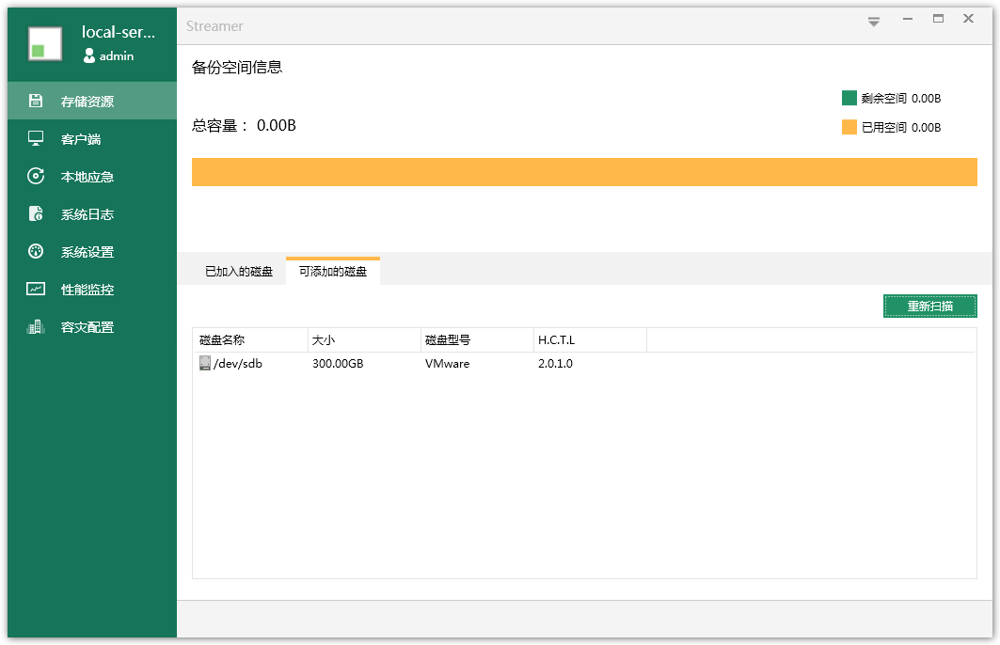 local-ser...
admin
存储资源
客户端
本地应急
系统日志
系统设置
性能监控
容灾配置
Streamer
备份空间信息
总容量： 0.00B
剩余空间 0.00B
已用空间 0.00B
已加入的磁盘 可添加的磁盘
重新扫描
磁盘名称 大小 磁盘型号 H.C.T.L
/dev/sdb 300.00GB VMware 2.0.1.0